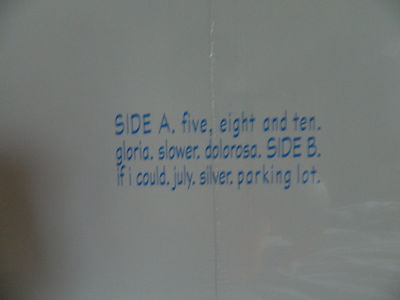 SIDE A. five, eight and ten.
gloria. slower. dolorosa. SIDE B.
if i could. july. silver. parking lot.